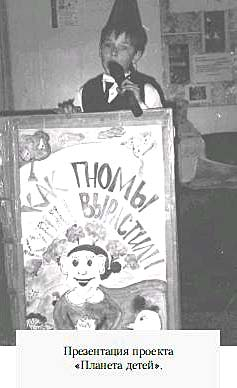 КАК ГНОМЫ
ВЫРАСТИЛИ
Презентация проекта
«Планета детей».